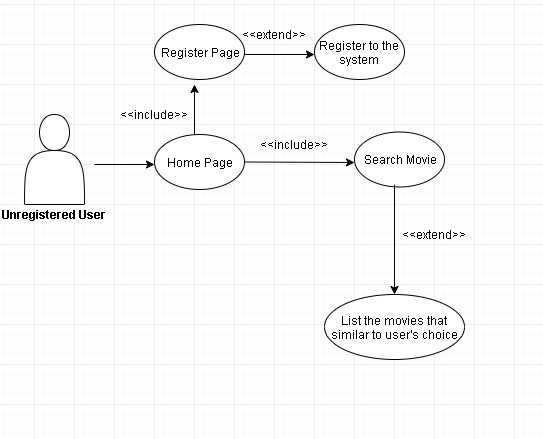 <<extend>>
Register Page
Register to the
system
<<include>>
<<include>>
Home Page
Search Movie
Unregistered User
<<extend>>
List the movies that
similar to user's choice